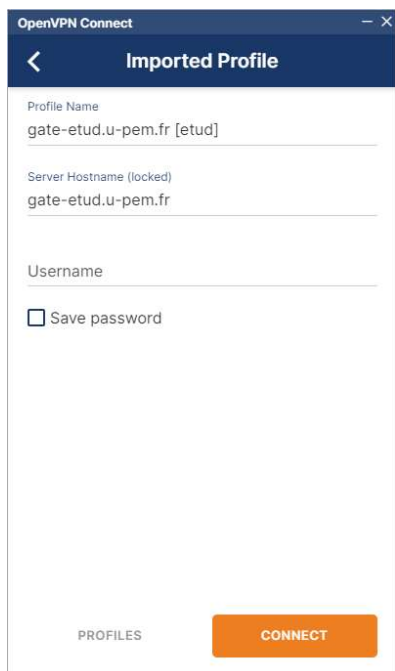 OpenVPN Connect
Imported Profile
Profile Name
gate-etud.u-pem.fr [etud]
Server Hostname (locked)
gate-etud.u-pem.fr
Username
Save password
PROFILES
CONNECT